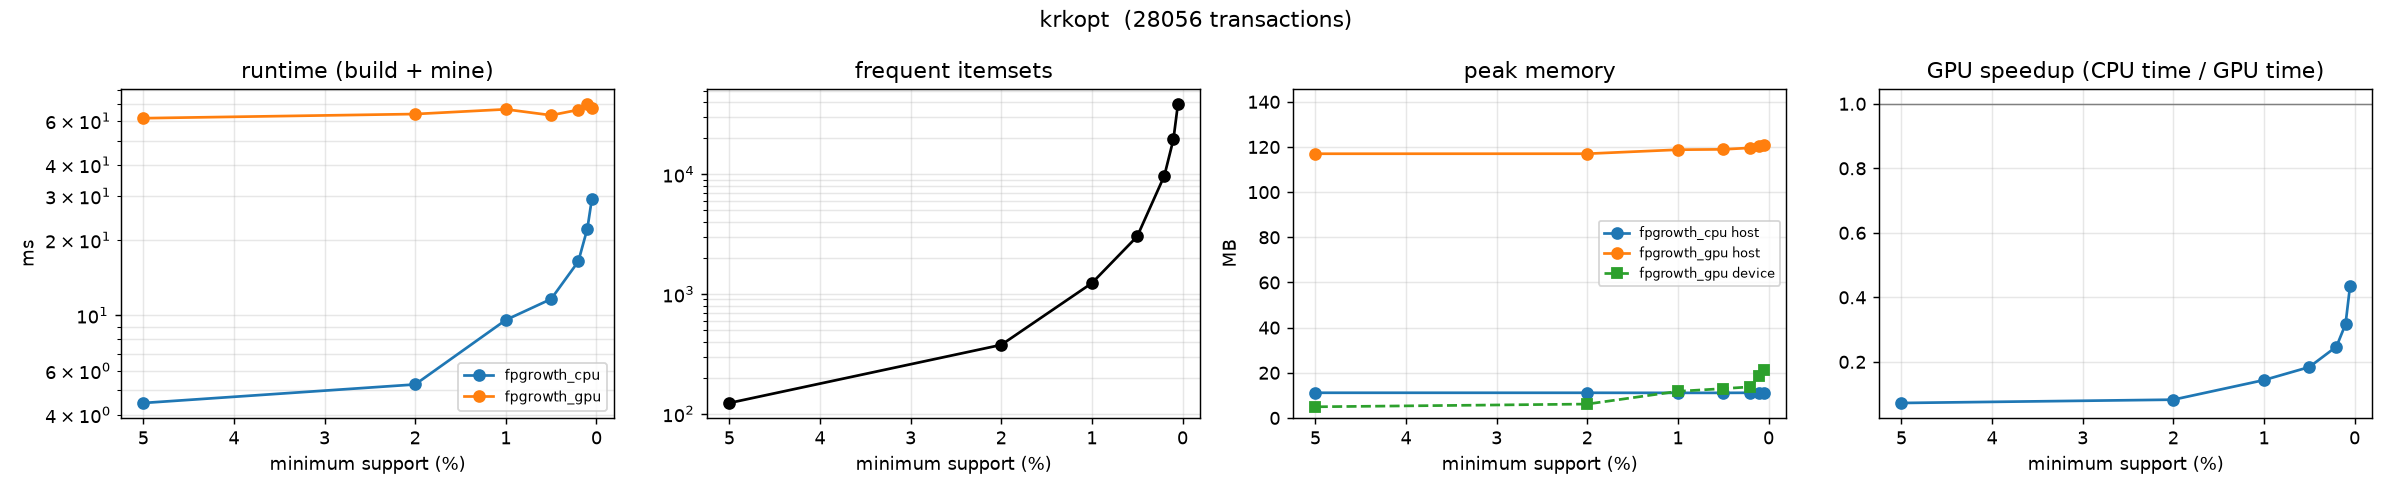 krkopt  (28056 transactions)
runtime (build + mine)
ms
6 × 10¹
4 × 10¹
3 × 10¹
2 × 10¹
10¹
6 × 10⁰
4 × 10⁰
fpgrowth_cpu
fpgrowth_gpu
5 4 3 2 1 0
minimum support (%)
frequent itemsets
10⁴
10³
10²
5 4 3 2 1 0
minimum support (%)
peak memory
MB
140
120
100
80
60
40
20
0
fpgrowth_cpu host
fpgrowth_gpu host
fpgrowth_gpu device
5 4 3 2 1 0
minimum support (%)
GPU speedup (CPU time / GPU time)
1.0
0.8
0.6
0.4
0.2
5 4 3 2 1 0
minimum support (%)